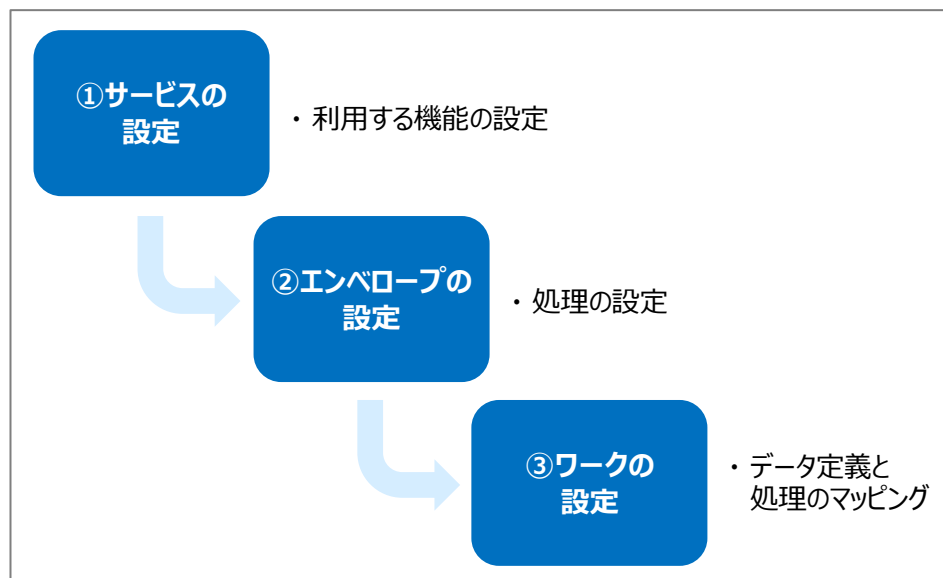 ①サービスの
設定
・利用する機能の設定
②エンベロープの
設定
・処理の設定
③ワークの
設定
・データ定義と
処理のマッピング